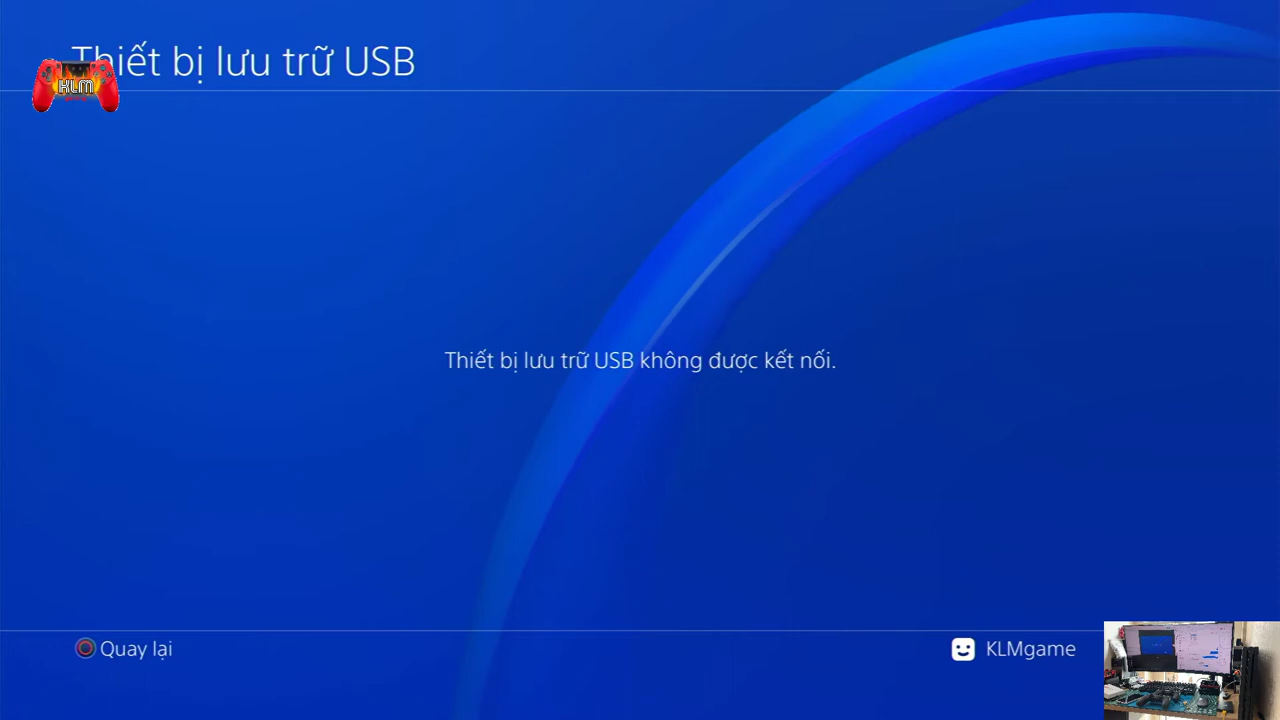 Thiết bị lưu trữ USB
KLM
Thiết bị lưu trữ USB không được kết nối.
Quay lại
KLMgame